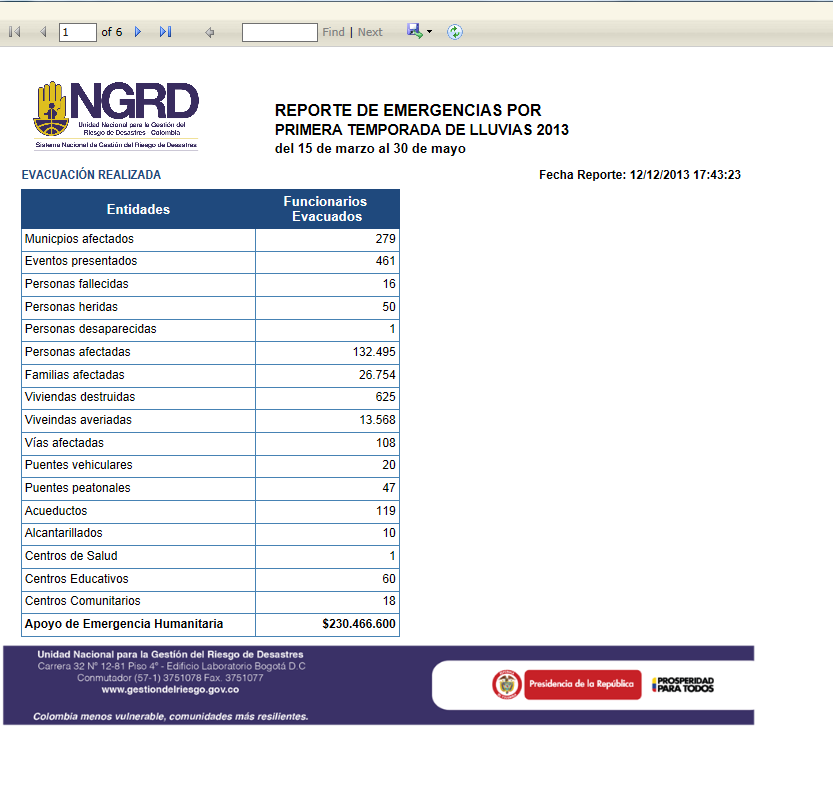 1 of 6 Find | Next
NGRD
Unidad Nacional para la Gestión del
Riesgo de Desastres - Colombia
Sistema Nacional de Gestión del Riesgo de Desastres
REPORTE DE EMERGENCIAS POR
PRIMERA TEMPORADA DE LLUVIAS 2013
del 15 de marzo al 30 de mayo
EVACUACIÓN REALIZADA
Fecha Reporte: 12/12/2013 17:43:23
Entidades Funcionarios
Evacuados
Municpios afectados 279
Eventos presentados 461
Personas fallecidas 16
Personas heridas 50
Personas desaparecidas 1
Personas afectadas 132.495
Familias afectadas 26.754
Viviendas destruidas 625
Viveindas averiadas 13.568
Vías afectadas 108
Puentes vehiculares 20
Puentes peatonales 47
Acueductos 119
Alcantarillados 10
Centros de Salud 1
Centros Educativos 60
Centros Comunitarios 18
Apoyo de Emergencia Humanitaria $230.466.600
Unidad Nacional para la Gestión del Riesgo de Desastres
Carrera 32 Nº 12-81 Piso 4º - Edificio Laboratorio Bogotá D.C
Conmutador (57-1) 3751078 Fax. 3751077
www.gestiondelriesgo.gov.co
Colombia menos vulnerable, comunidades más resilientes.
Presidencia de la República
PROSPERIDAD
PARA TODOS